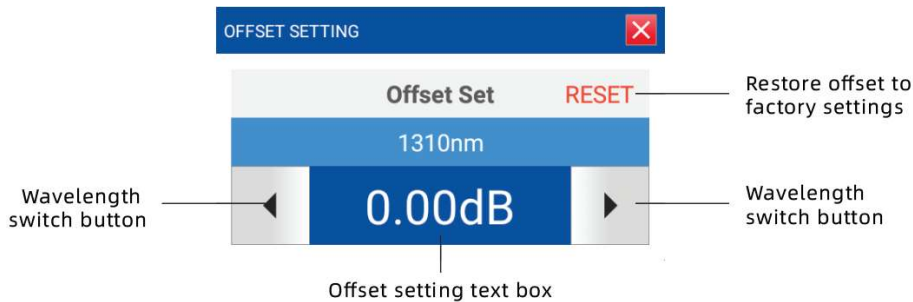 OFFSET SETTING
Offset Set RESET
Restore offset to
factory settings
1310nm
Wavelength
switch button
0.00dB
Wavelength
switch button
Offset setting text box